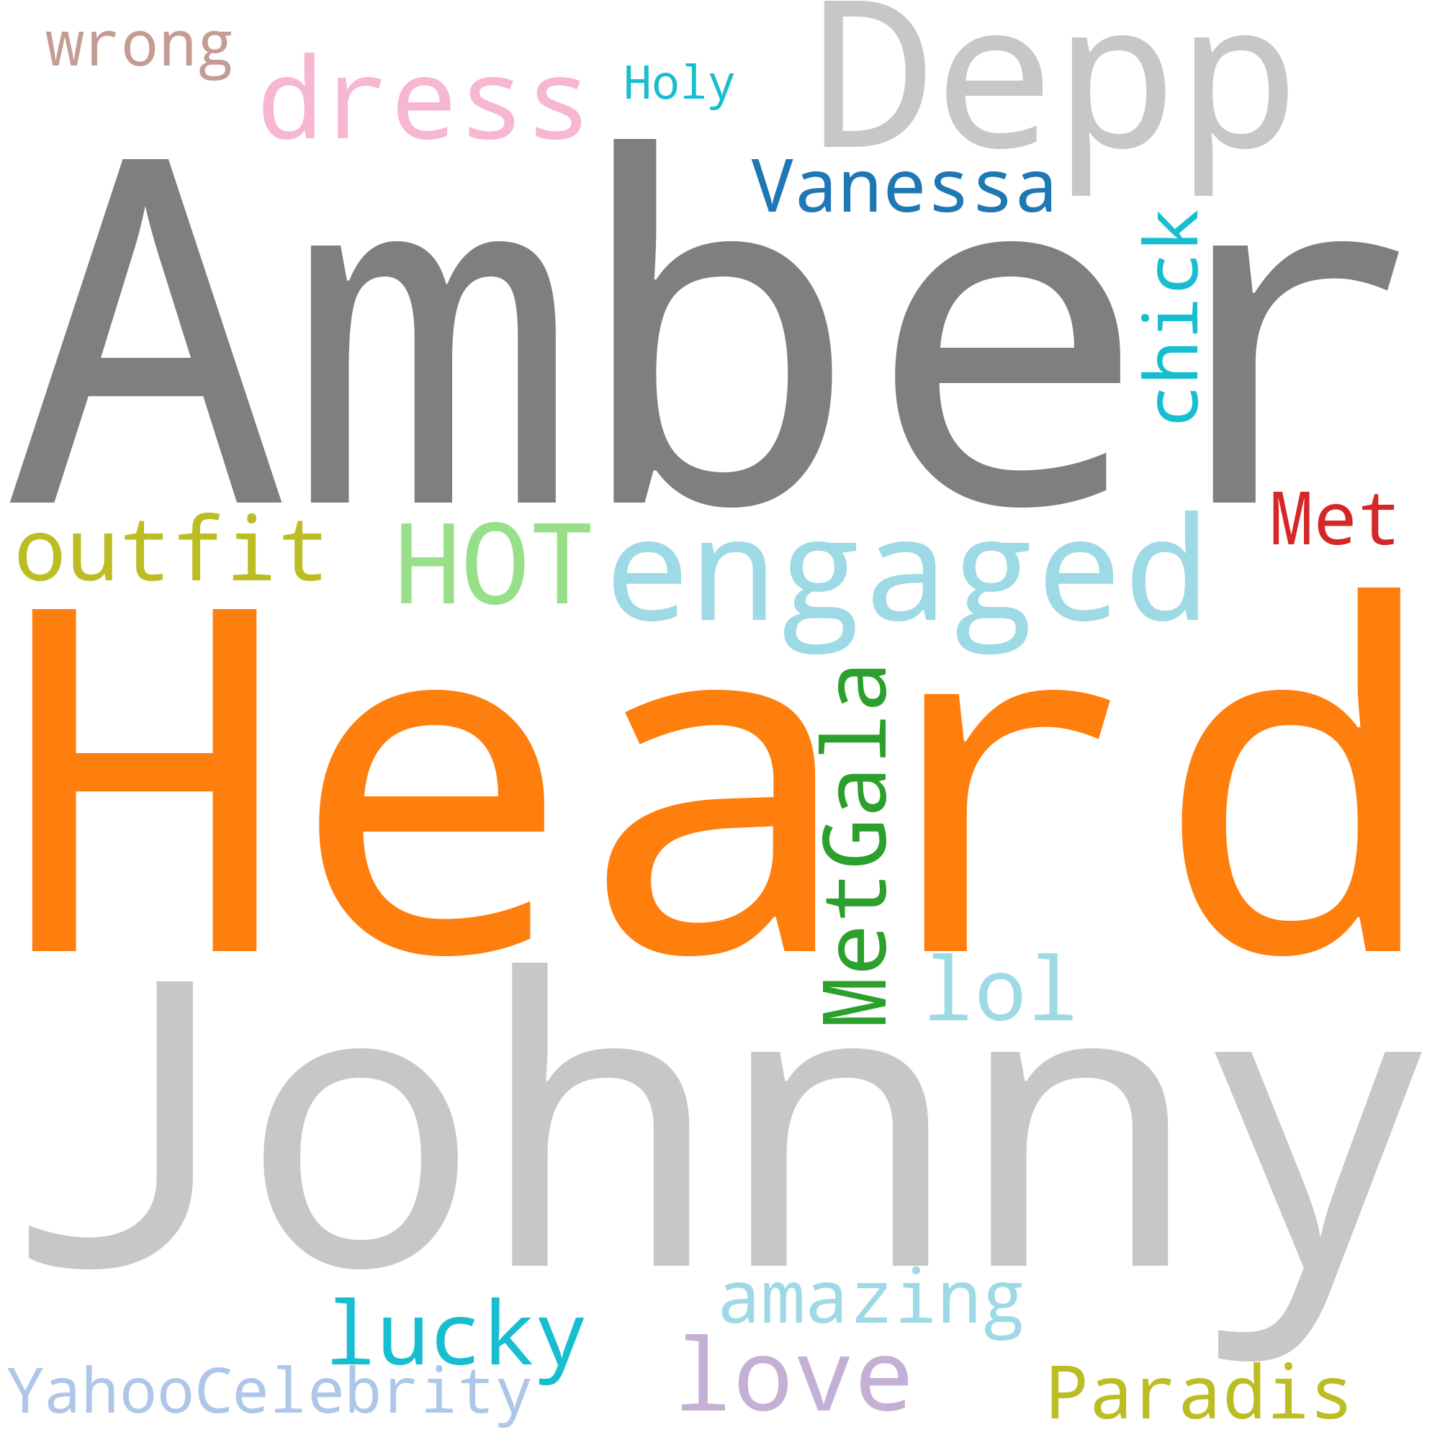 wrong
dress
Holy
Depp
Vanessa
Amber
chick
outfit
HOT
engaged
Met
Heard
MetGala
lol
Johnny
lucky
amazing
YahooCelebrity
love
Paradis